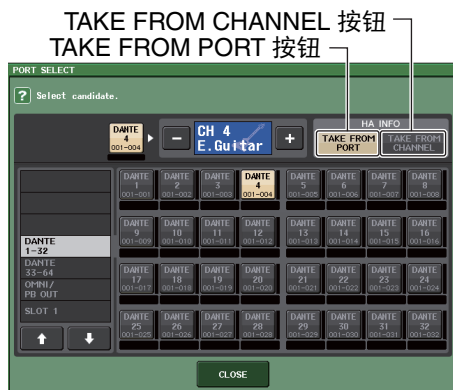 TAKE FROM CHANNEL 按钮
TAKE FROM PORT 按钮
PORT SELECT
? Select candidate.
DANTE 4 001-004
− CH 4 E.Guitar +
HA INFO
TAKE FROM PORT
TAKE FROM CHANNEL
DANTE 1 001-001 DANTE 2 001-002 DANTE 3 001-003 DANTE 4 001-004 DANTE 5 001-005 DANTE 6 001-006 DANTE 7 001-007 DANTE 8 001-008
DANTE 9 001-009 DANTE 10 001-010 DANTE 11 001-011 DANTE 12 001-012 DANTE 13 001-013 DANTE 14 001-014 DANTE 15 001-015 DANTE 16 001-016
DANTE 17 001-017 DANTE 18 001-018 DANTE 19 001-019 DANTE 20 001-020 DANTE 21 001-021 DANTE 22 001-022 DANTE 23 001-023 DANTE 24 001-024
DANTE 25 001-025 DANTE 26 001-026 DANTE 27 001-027 DANTE 28 001-028 DANTE 29 001-029 DANTE 30 001-030 DANTE 31 001-031 DANTE 32 001-032
DANTE
1-32
DANTE
33-64
OMNI/
PB OUT
SLOT 1
CLOSE